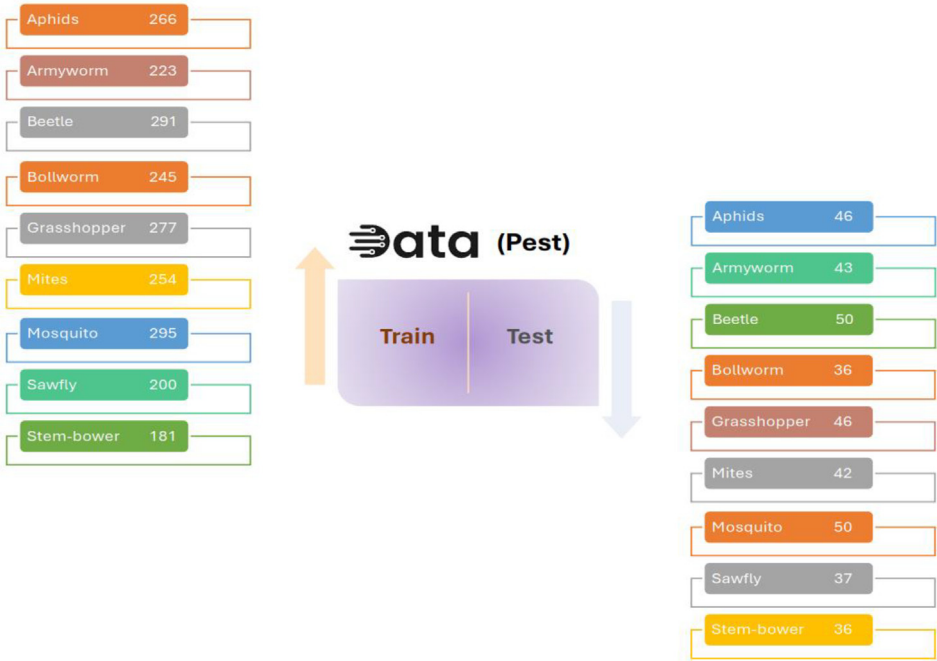 Aphids 266
Armyworm 223
Beetle 291
Bollworm 245
Grasshopper 277
Mites 254
Mosquito 295
Sawfly 200
Stem-bower 181
Data (Pest)
Train Test
Aphids 46
Armyworm 43
Beetle 50
Bollworm 36
Grasshopper 46
Mites 42
Mosquito 50
Sawfly 37
Stem-bower 36